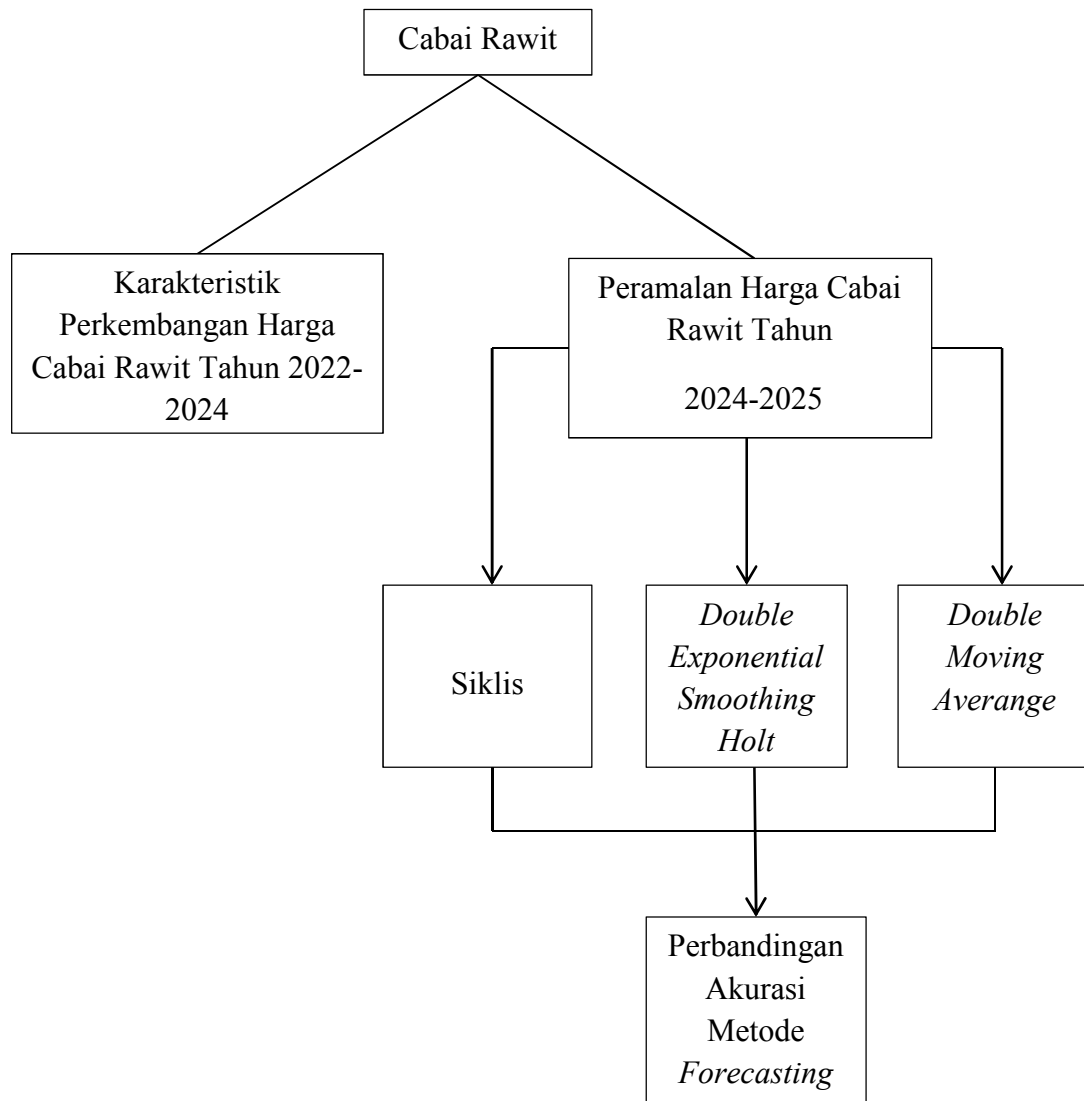 Cabai Rawit
Karakteristik
Perkembangan Harga
Cabai Rawit Tahun 2022-
2024
Peramalan Harga Cabai
Rawit Tahun
2024-2025
Siklis
Double
Exponential
Smoothing
Holt
Double
Moving
Averange
Perbandingan
Akurasi
Metode
Forecasting